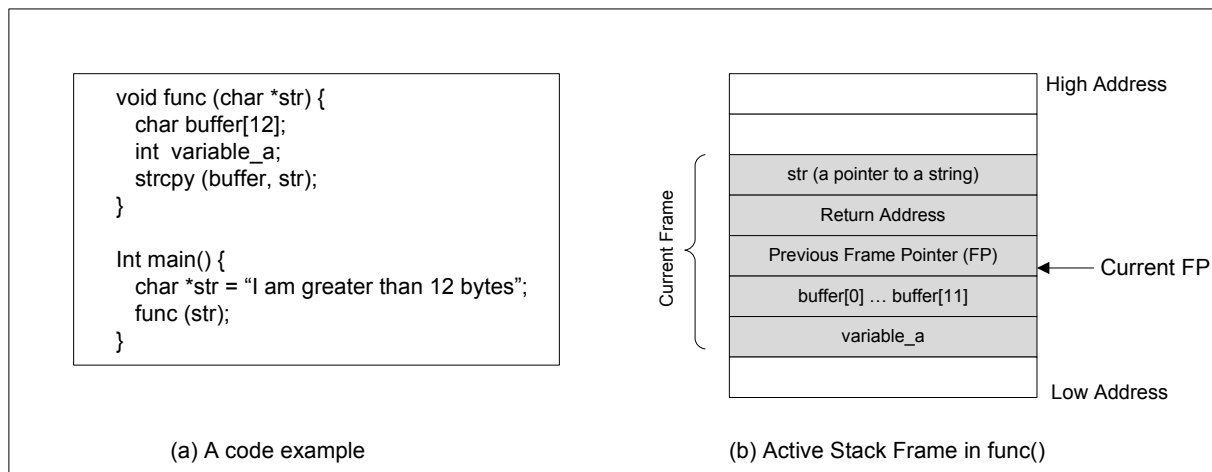 void func (char *str) {
char buffer[12];
int variable_a;
strcpy (buffer, str);
}
Int main() {
char *str = “I am greater than 12 bytes”;
func (str);
}
(a) A code example
High Address
Current Frame
str (a pointer to a string)
Return Address
Previous Frame Pointer (FP)
Current FP
buffer[0] … buffer[11]
variable_a
Low Address
(b) Active Stack Frame in func()